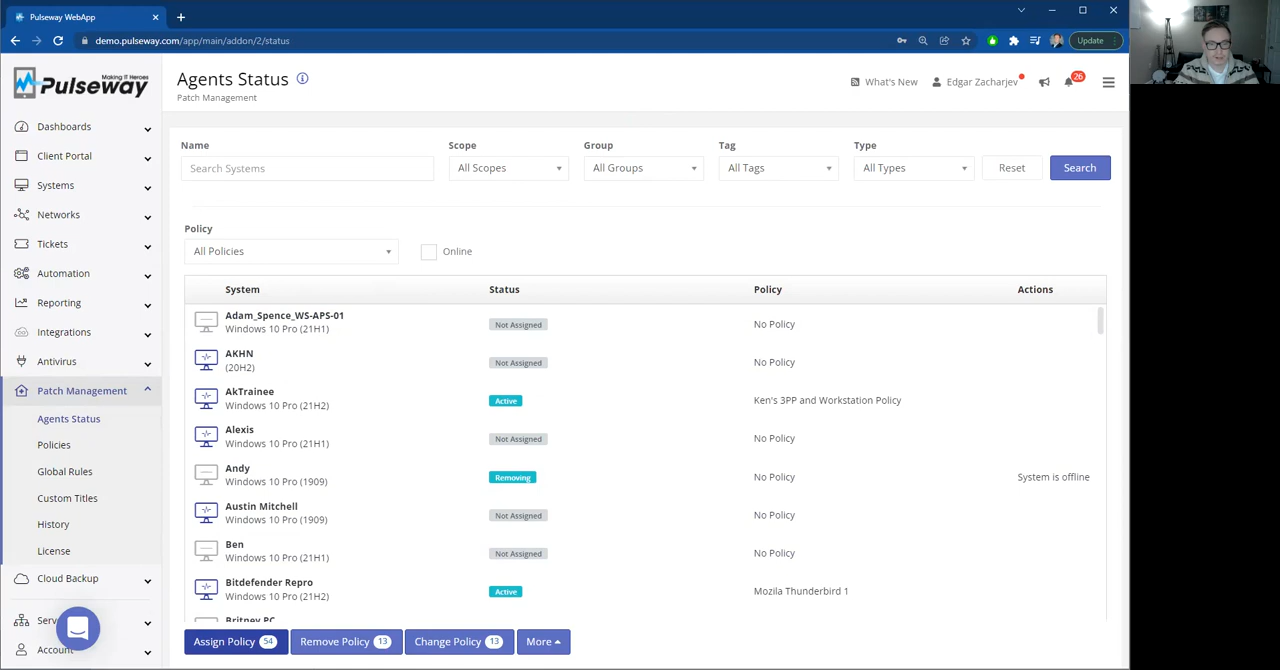 Pulseway WebApp
demo.pulseway.com/app/main/addon/2/status
Update
Making IT Heroes
Pulseway
Agents Status
Patch Management
What's New
Edgar Zacharjev
26
Dashboards
Client Portal
Systems
Networks
Tickets
Automation
Reporting
Integrations
Antivirus
Patch Management
Agents Status
Policies
Global Rules
Custom Titles
History
License
Cloud Backup
Account
Name
Scope
Group
Tag
Type
Search Systems
All Scopes
All Groups
All Tags
All Types
Reset
Search
Policy
All Policies
Online
System Status Policy Actions
Adam_Spence_WS-APS-01
Windows 10 Pro (21H1)
Not Assigned
No Policy
AKHN
(20H2)
Not Assigned
No Policy
AkTrainee
Windows 10 Pro (21H2)
Active
Ken's 3PP and Workstation Policy
Alexis
Windows 10 Pro (21H1)
Not Assigned
No Policy
Andy
Windows 10 Pro (1909)
Removing
No Policy
System is offline
Austin Mitchell
Windows 10 Pro (1909)
Not Assigned
No Policy
Ben
Windows 10 Pro (21H1)
Not Assigned
No Policy
Bitdefender Repro
Windows 10 Pro (21H2)
Active
Mozila Thunderbird 1
Britney PC
Assign Policy 54
Remove Policy 13
Change Policy 13
More